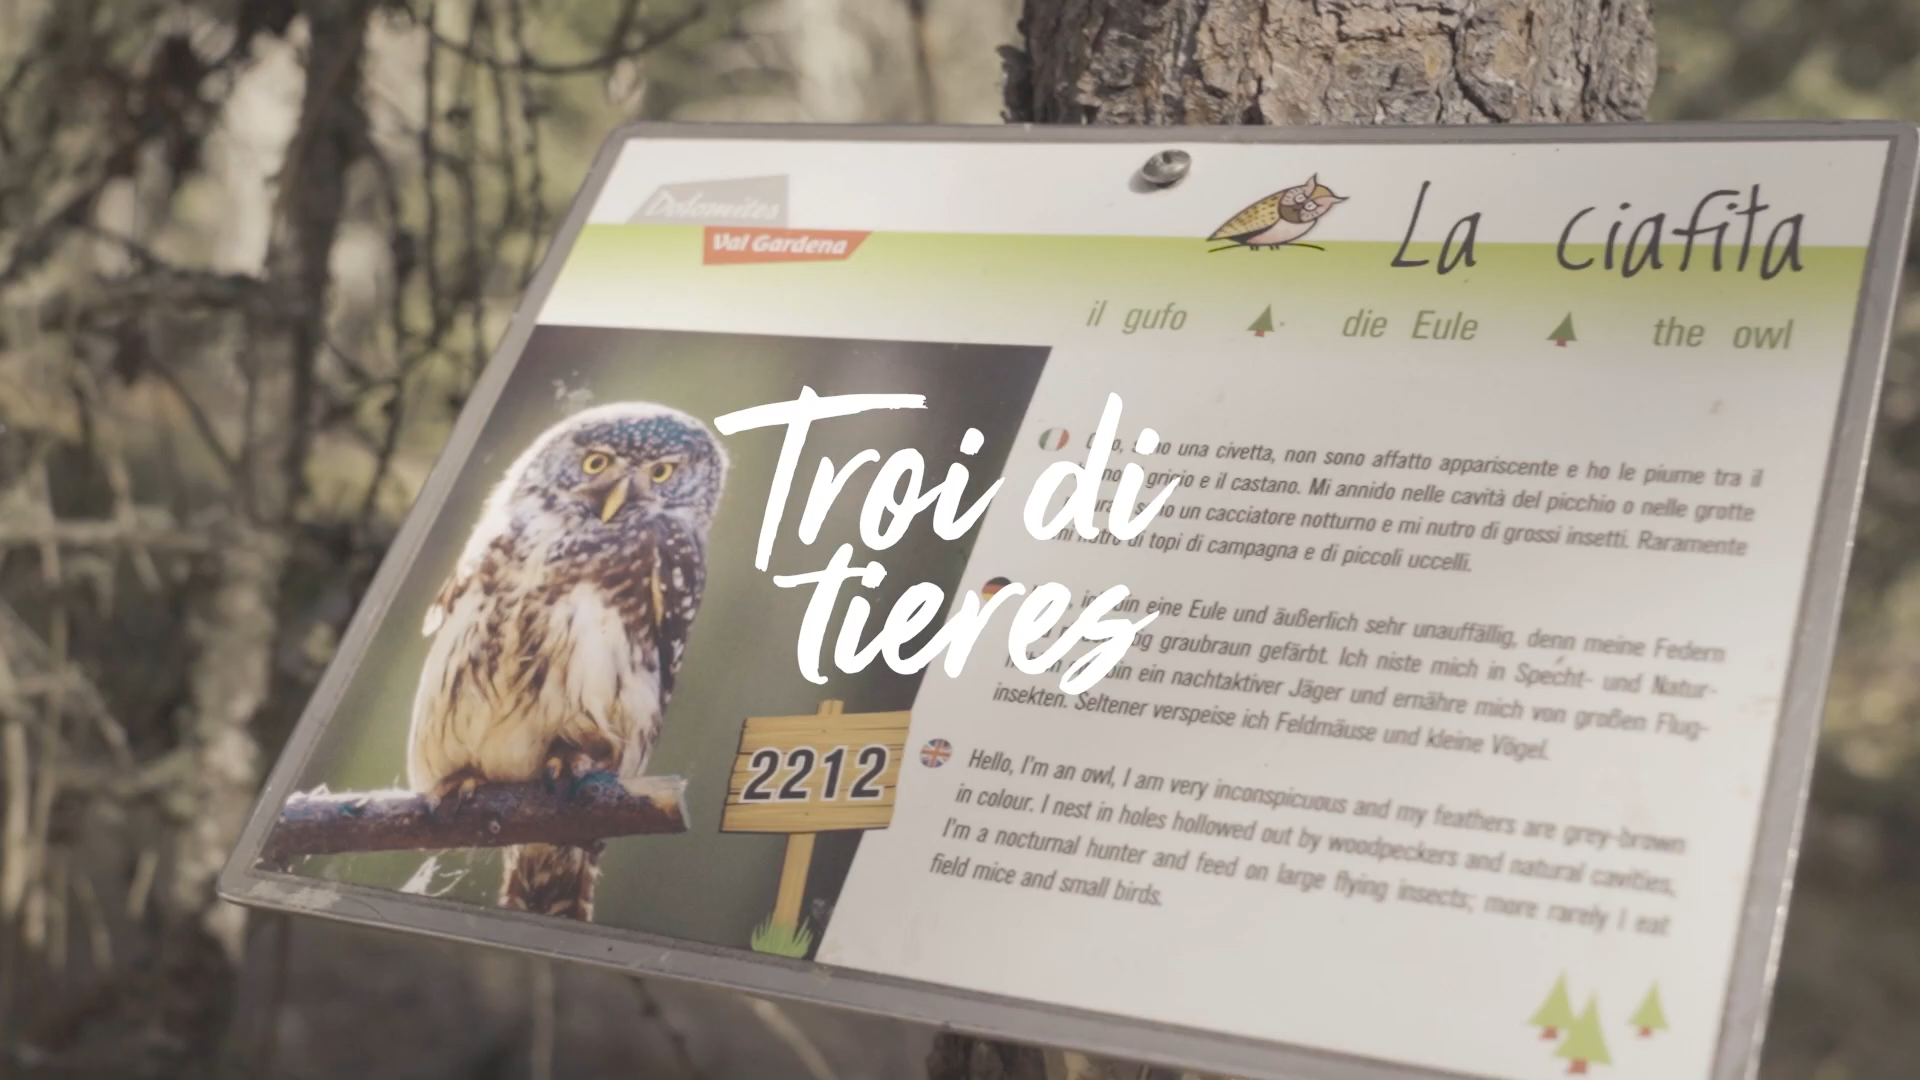 Dolomites
Val Gardena
La ciafita
il gufo die Eule the owl
Troi di
tieres
una civetta, non sono affatto appariscente e ho le piume tra il
grigio e il castano. Mi annido nelle cavità del picchio o nelle grotte
un cacciatore notturno e mi nutro di grossi insetti. Raramente
di topi di campagna e di piccoli uccelli.
bin eine Eule und äußerlich sehr unauffällig, denn meine Federn
graubraun gefärbt. Ich niste mich in Specht- und Natur-
bin ein nachtaktiver Jäger und ernähre mich von großen Flug-
insekten. Seltener verspeise ich Feldmäuse und kleine Vögel.
2212
Hello, I'm an owl, I am very inconspicuous and my feathers are grey-brown
in colour. I nest in holes hollowed out by woodpeckers and natural cavities,
I'm a nocturnal hunter and feed on large flying insects; more rarely I eat
field mice and small birds.